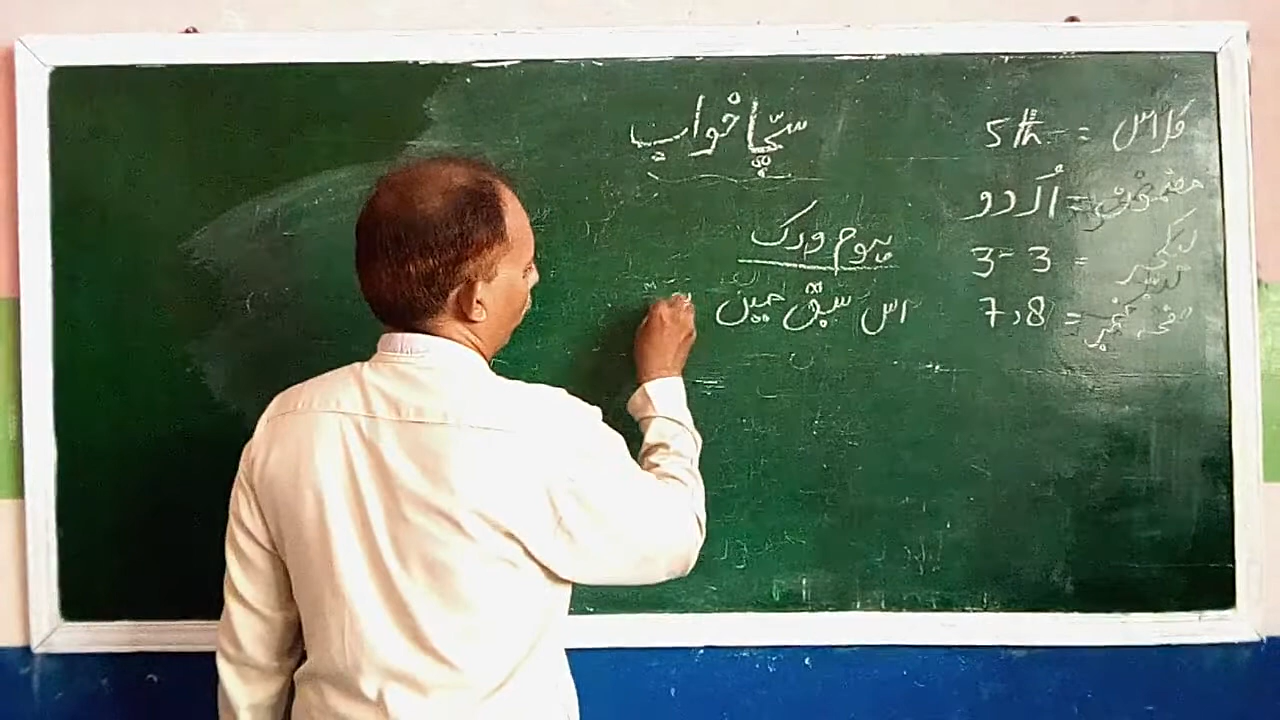 سچّا خواب
کلاس = 5th
مضمون = اُردو
ہوم ورک
لیکچر = 3-3
اس سبق میں
صفحہ نمبر = 7،8